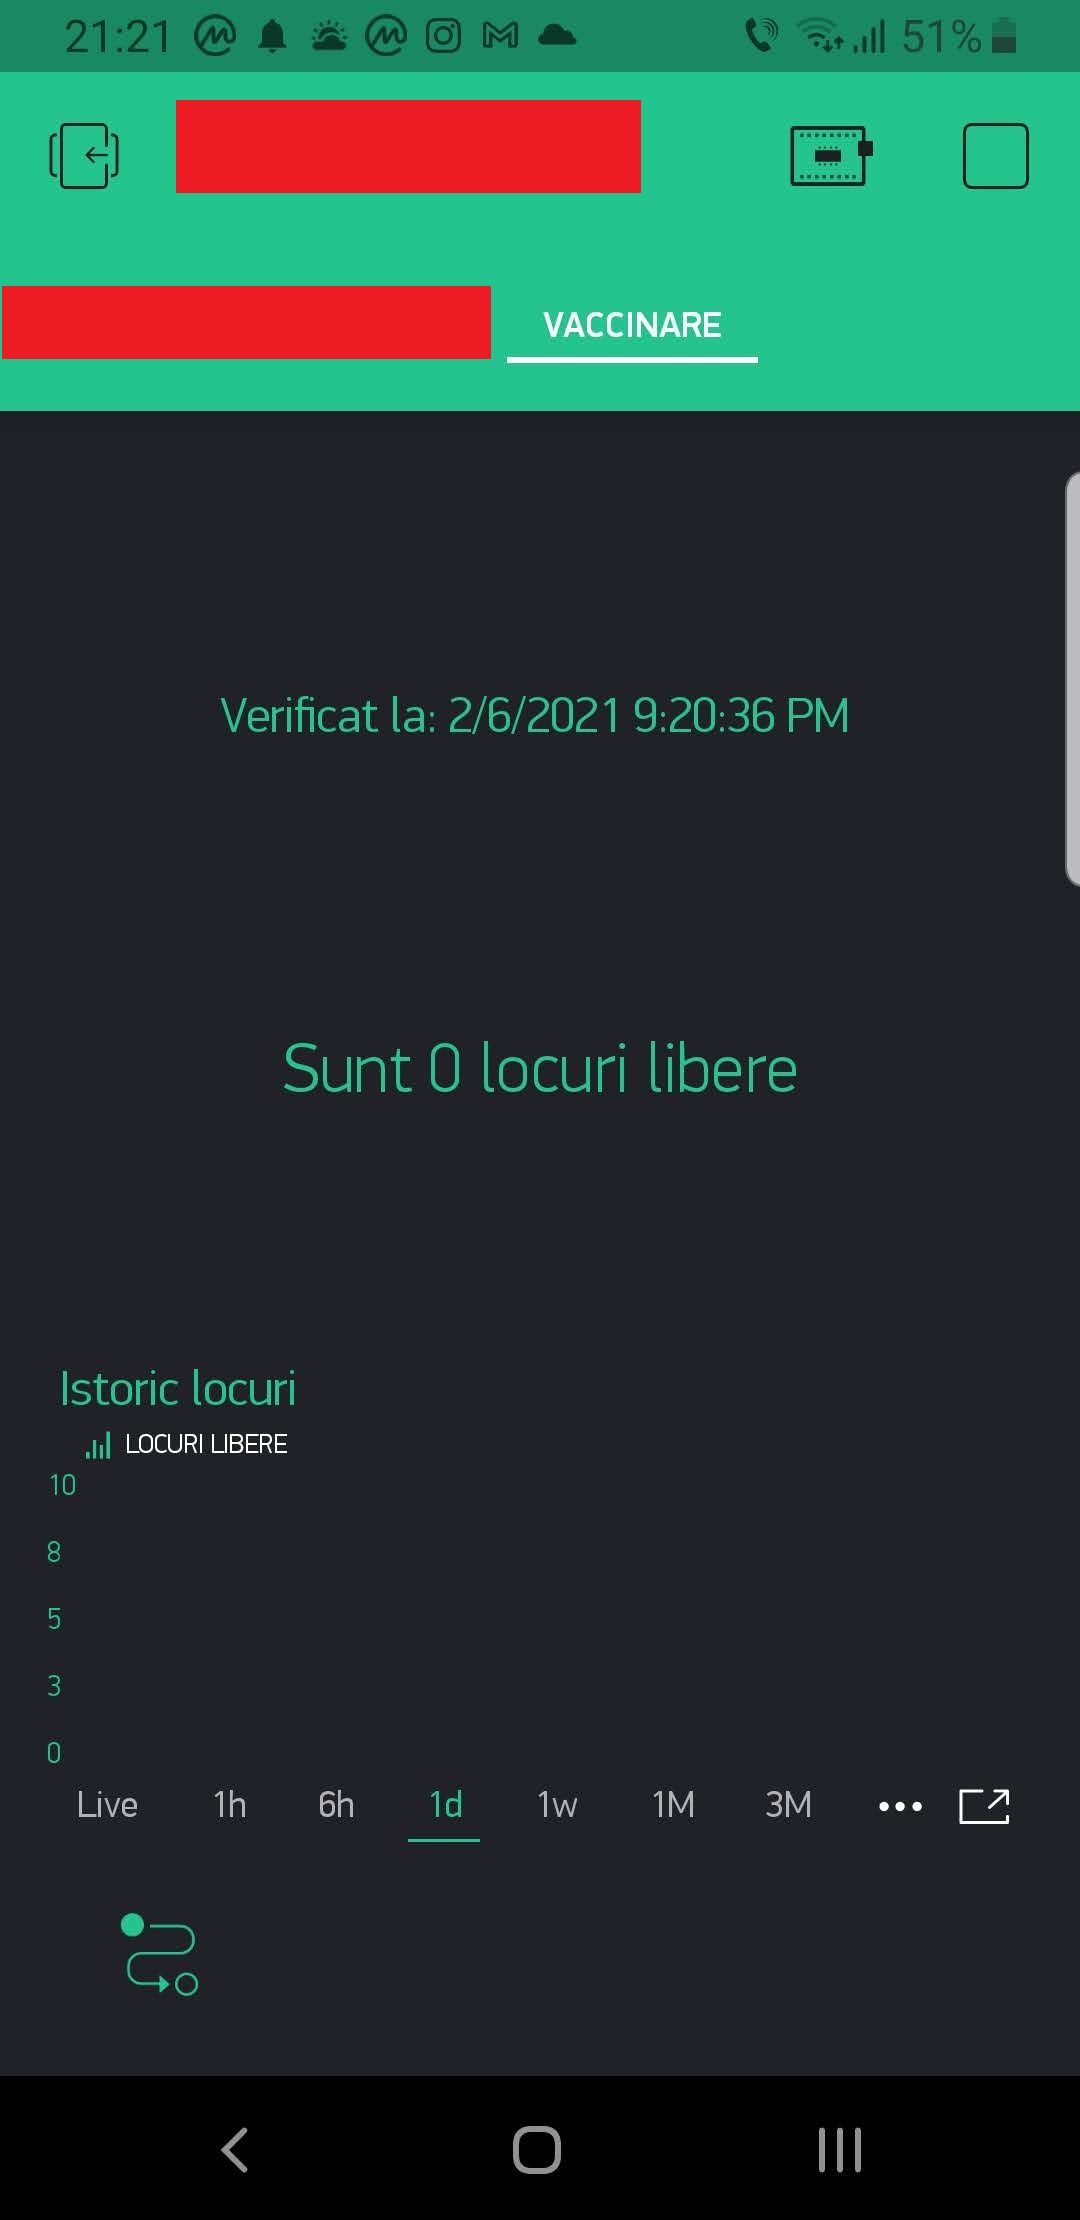 21:21 51%
VACCINARE
Verificat la: 2/6/2021 9:20:36 PM
Sunt 0 locuri libere
Istoric locuri
LOCURI LIBERE
10
8
5
3
0
Live 1h 6h 1d 1w 1M 3M